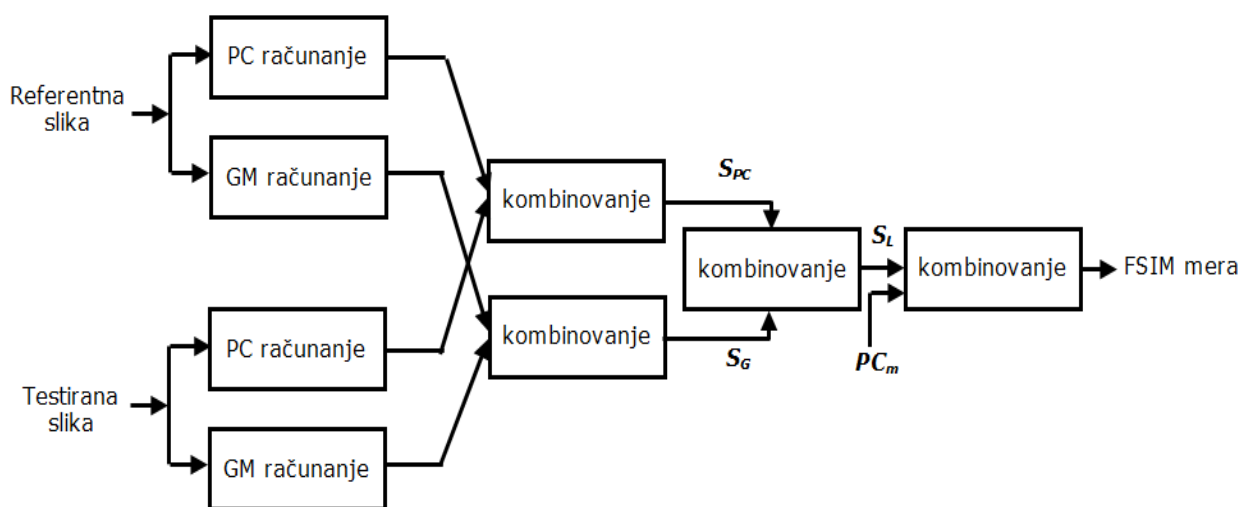 PC računanje
Referentna
slika
GM računanje
kombinovanje
S_PC
kombinovanje
S_L
kombinovanje
FSIM mera
kombinovanje
S_G
PC_m
PC računanje
Testirana
slika
GM računanje